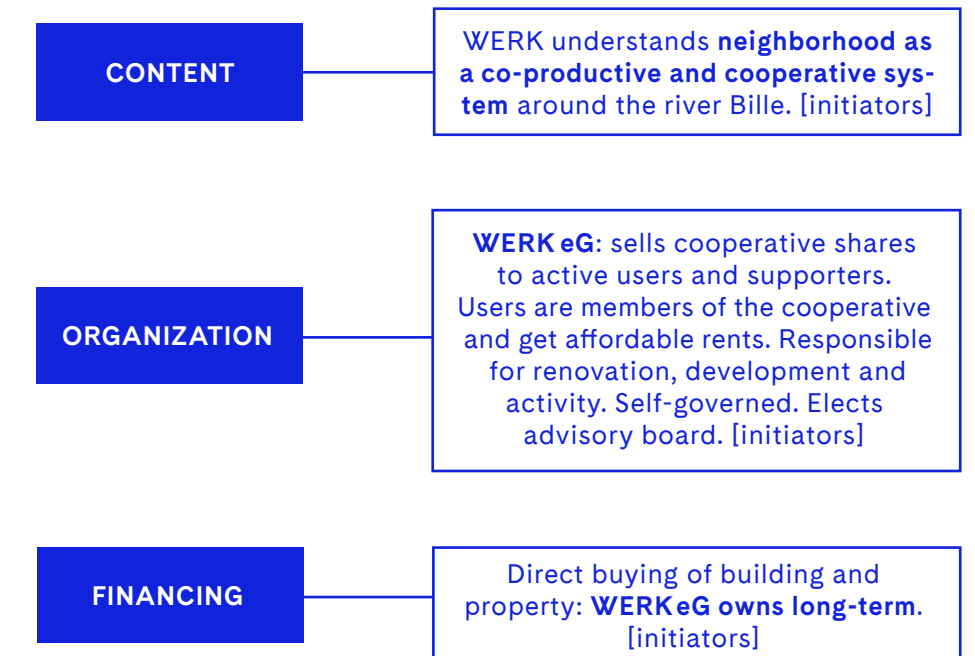 CONTENT
WERK understands neighborhood as
a co-productive and cooperative sys-
tem around the river Bille. [initiators]
ORGANIZATION
WERK eG: sells cooperative shares
to active users and supporters.
Users are members of the cooperative
and get affordable rents. Responsible
for renovation, development and
activity. Self-governed. Elects
advisory board. [initiators]
FINANCING
Direct buying of building and
property: WERK eG owns long-term.
[initiators]